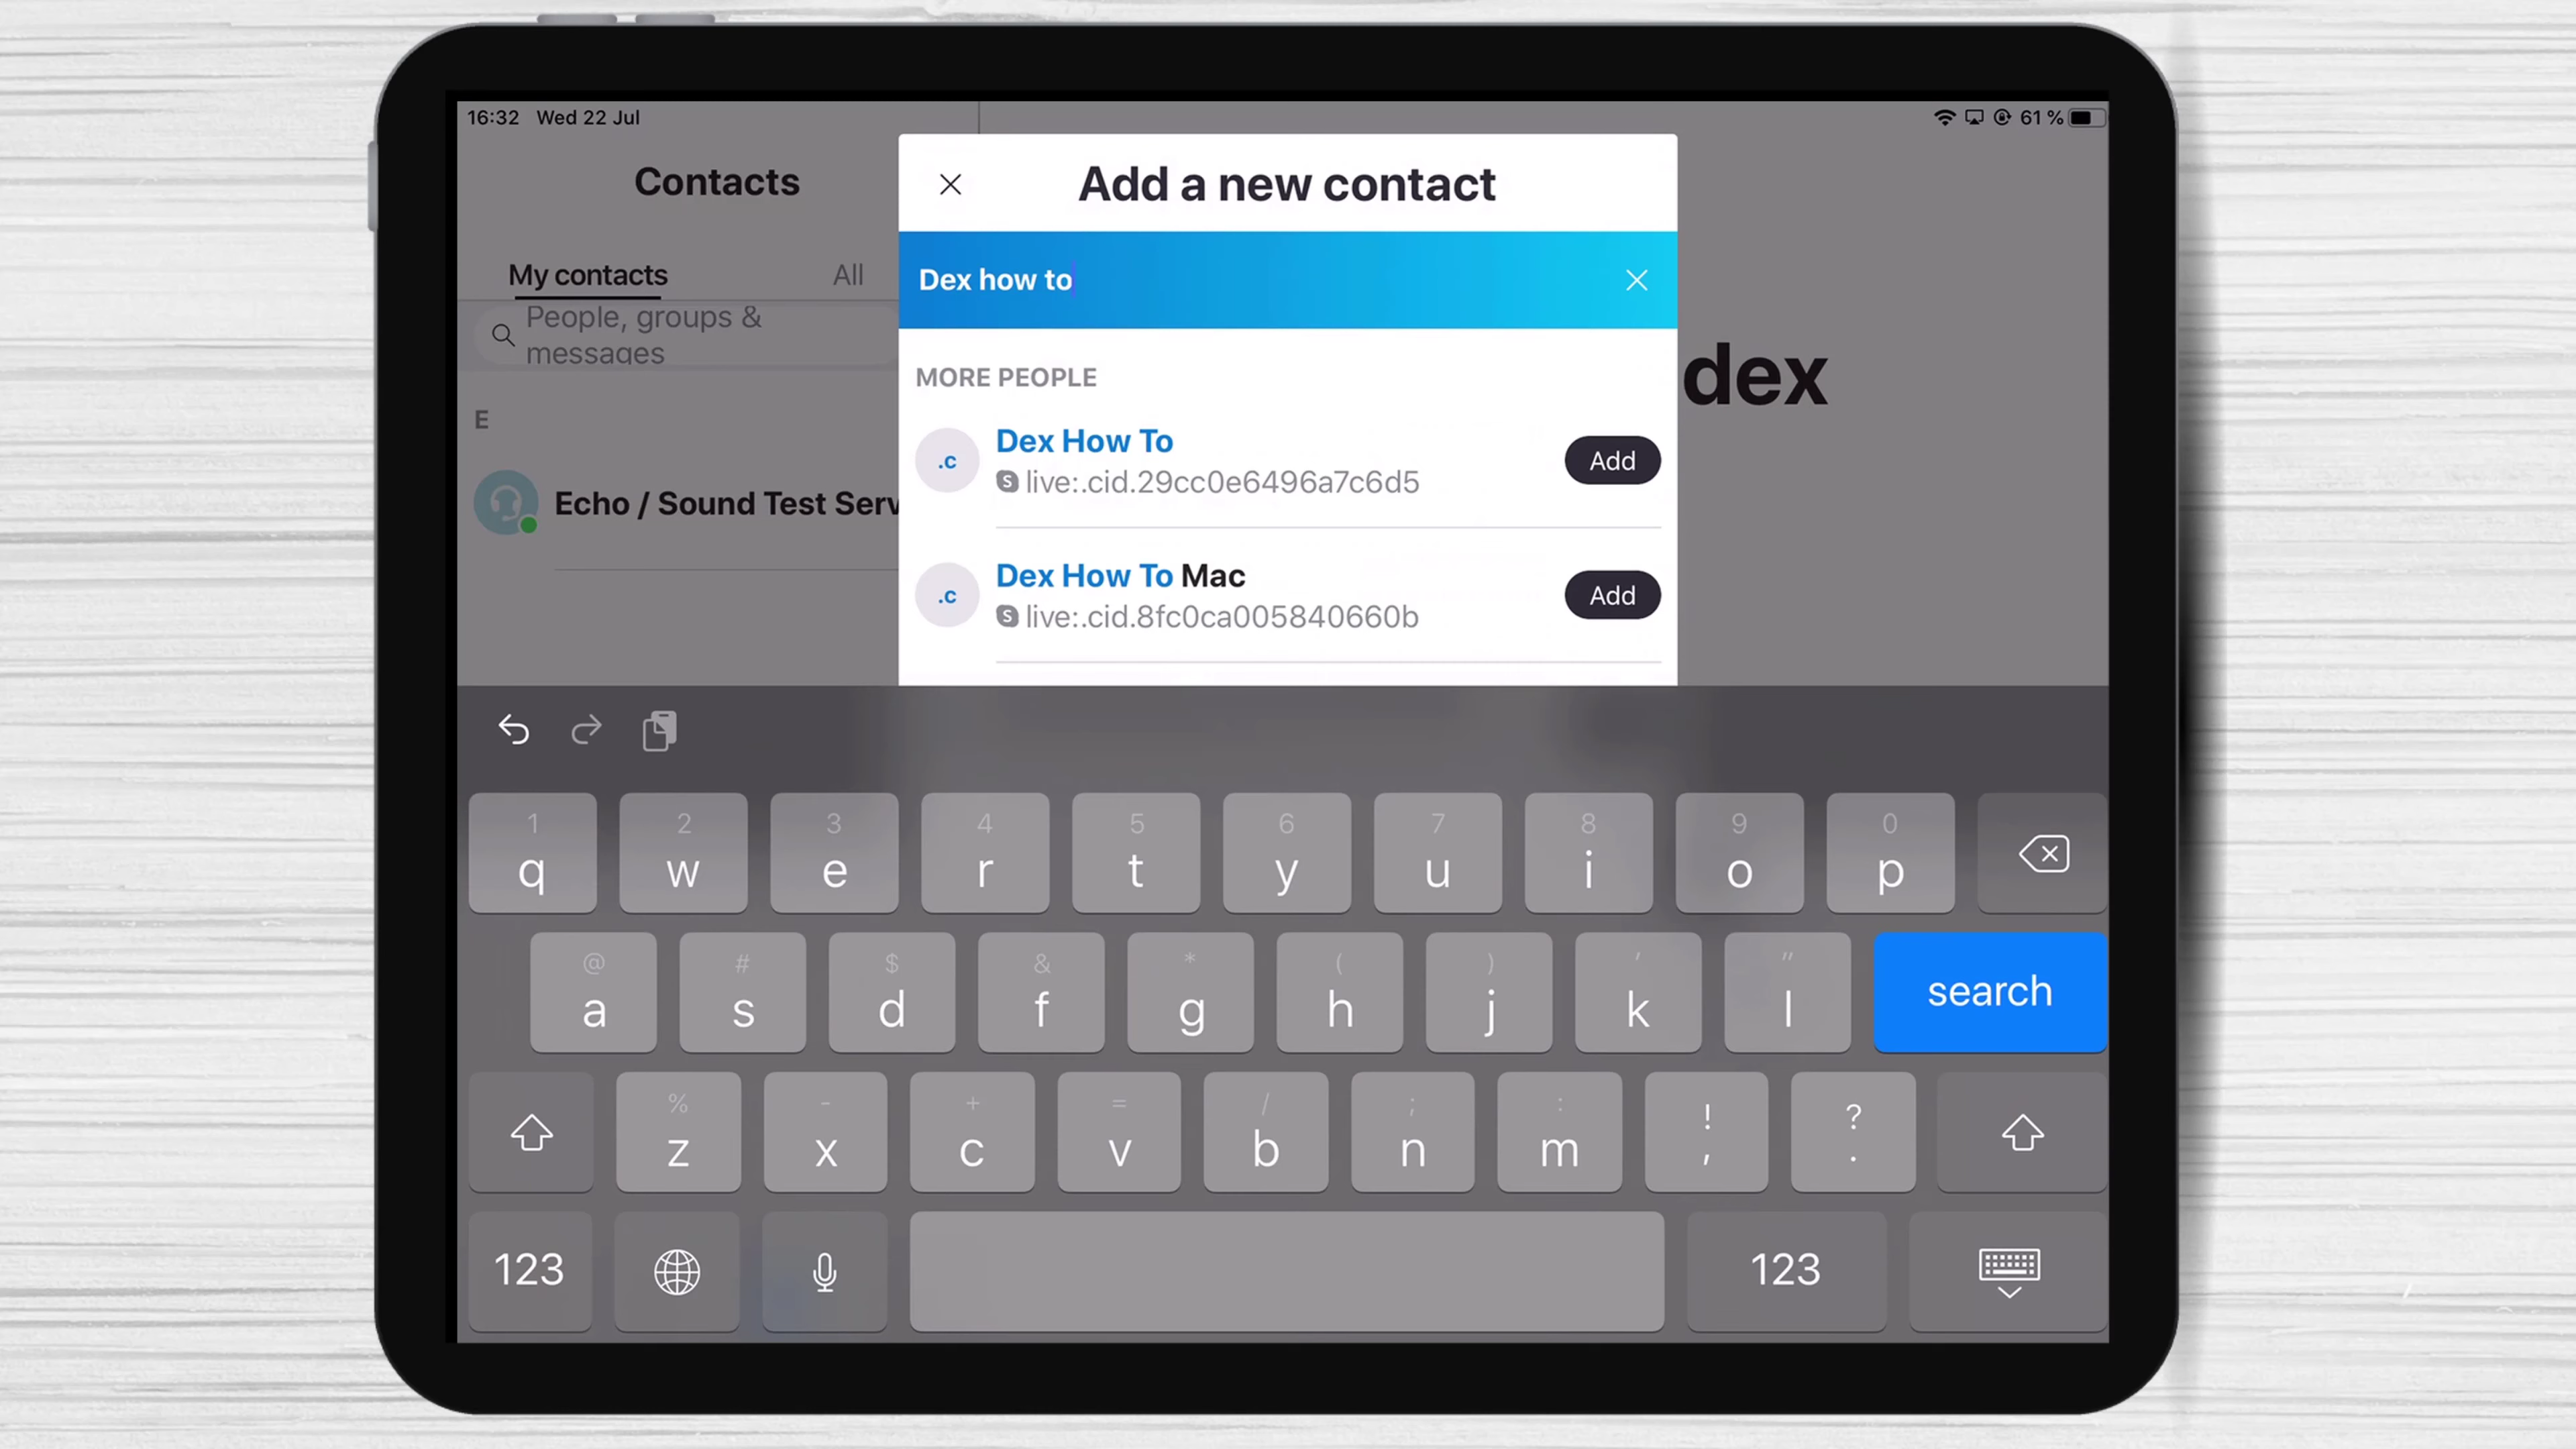 16:32 Wed 22 Jul
61 %
Contacts
My contacts
All
People, groups &
messages
E
Echo / Sound Test Serv
Add a new contact
Dex how to
MORE PEOPLE
Dex How To
live:.cid.29cc0e6496a7c6d5
Add
Dex How To Mac
live:.cid.8fc0ca005840660b
Add
dex
1 2 3 4 5 6 7 8 9 0
q w e r t y u i o p
@ # $ & * ( ) ' "
a s d f g h j k l search
% - + = / ; : ! ?
z x c v b n m , .
123 123